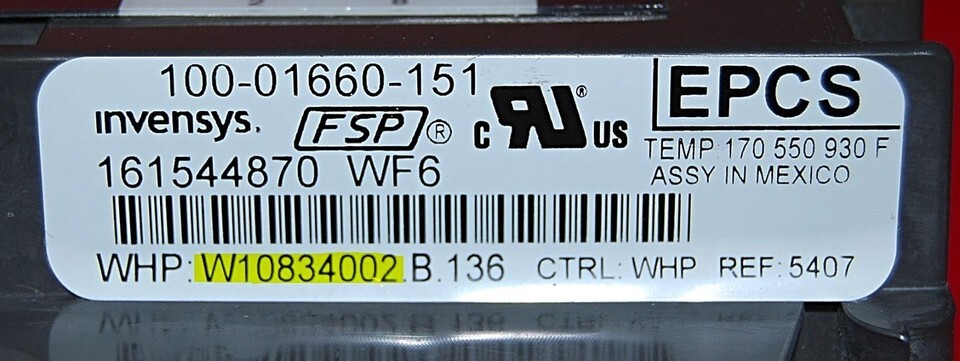 100-01660-151
EPCS
invensys. FSP® C RU® US
TEMP: 170 550 930 F
161544870 WF6
ASSY IN MEXICO
WHP: W10834002.B.136 CTRL: WHP REF: 5407